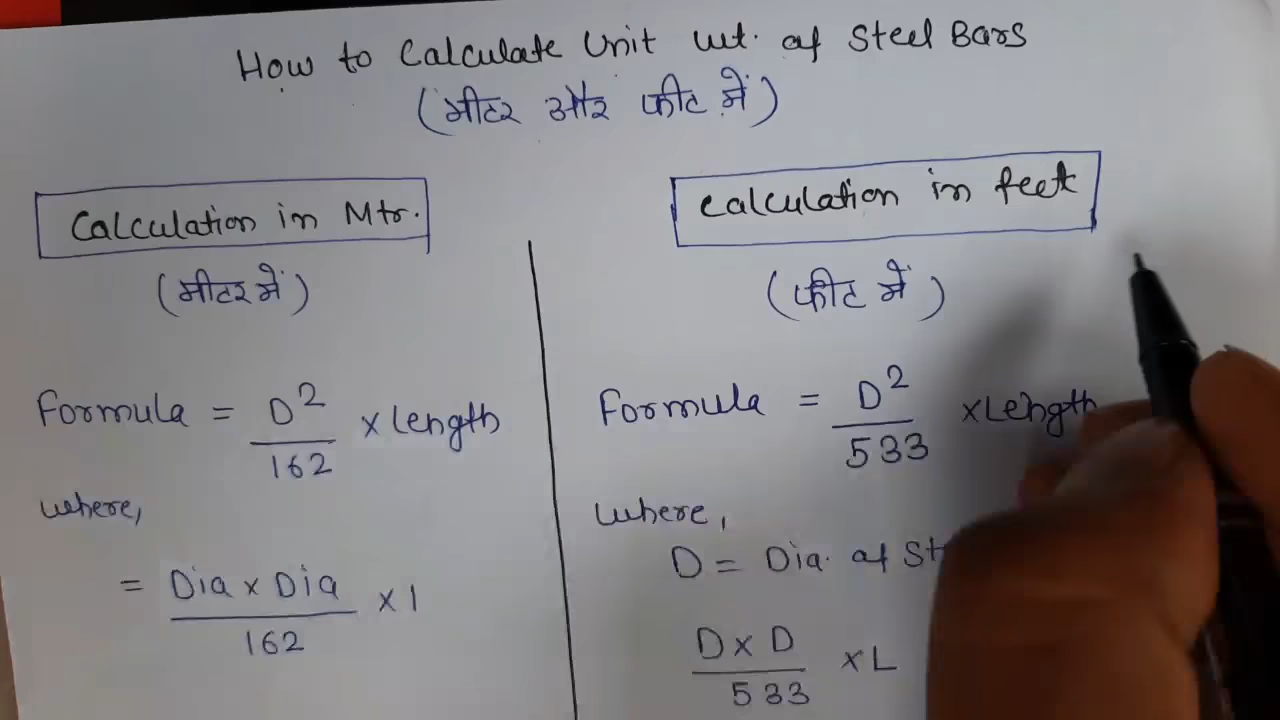 How to Calculate Unit wt. of Steel Bars
(मीटर और फीट में)
Calculation in Mtr.
(मीटर में)
Formula = D² / 162 × Length
where,
= Dia × Dia / 162 × 1
Calculation in feet
(फीट में)
Formula = D² / 533 × Length
where,
D = Dia. of St
D × D / 533 × L